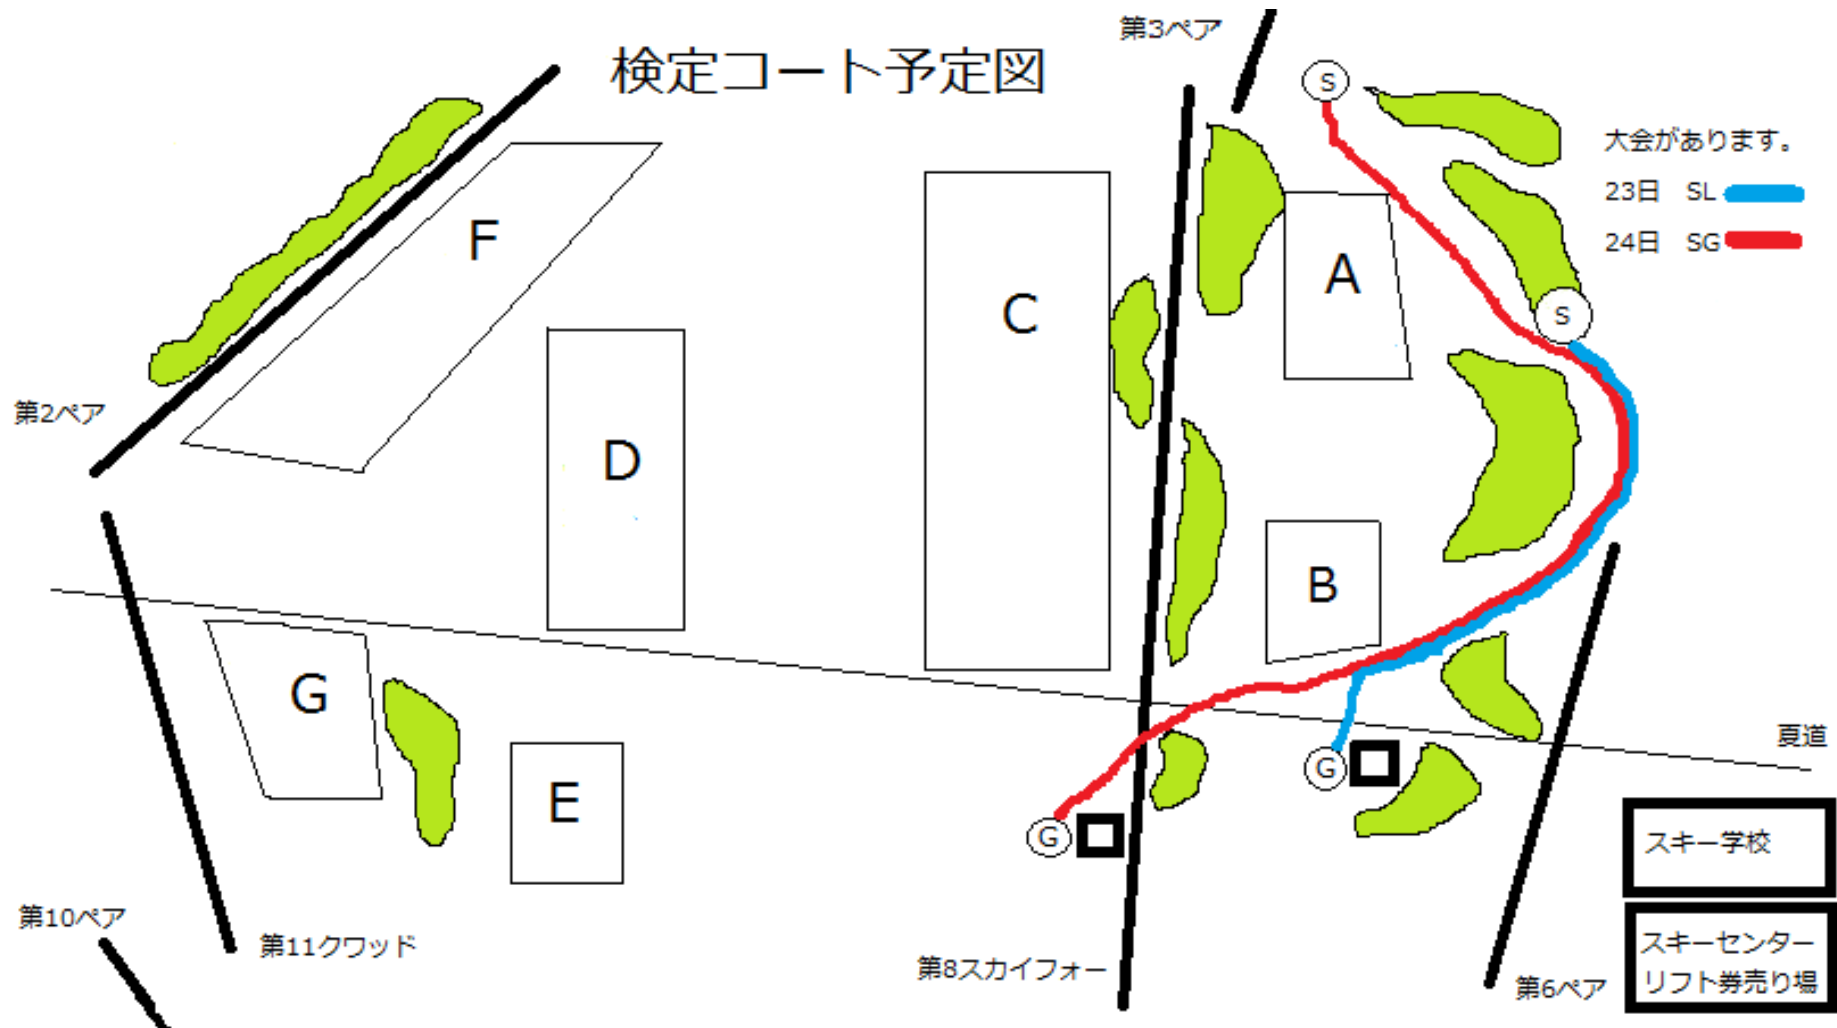 検定コート予定図
第3ペア
S
大会があります。
23日 SL
24日 SG
F
A
C
S
第2ペア
D
B
G
E
夏道
G
G
スキー学校
第10ペア
第11クワッド
第8スカイフォー
第6ペア
スキーセンター
リフト券売り場